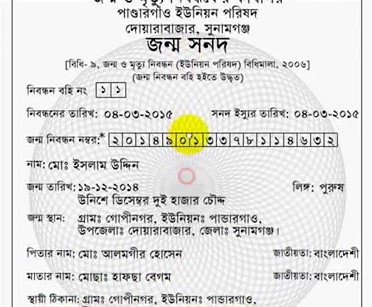 পাণ্ডারগাঁও ইউনিয়ন পরিষদ
দোয়ারাবাজার, সুনামগঞ্জ
জন্ম সনদ
[বিধি- ৯, জন্ম ও মৃত্যু নিবন্ধন (ইউনিয়ন পরিষদ) বিধিমালা, ২০০৬]
(জন্ম নিবন্ধন বহি হইতে উদ্ধৃত)
নিবন্ধন বহি নং ১ ১
নিবন্ধনের তারিখ: ০৪-০৩-২০১৫ সনদ ইস্যুর তারিখ: ০৪-০৩-২০১৫
জন্ম নিবন্ধন নম্বর:* ২ ০ ১ ৪ ৯ ০ ১ ৩ ৩ ৭ ৮ ১ ১ ৪ ৬ ৩ ২
নাম: মোঃ ইসলাম উদ্দিন
জন্ম তারিখ: ১৯-১২-২০১৪ লিঙ্গ: পুরুষ
উনিশে ডিসেম্বর দুই হাজার চৌদ্দ
জন্ম স্থান: গ্রামঃ গোপীনগর, ইউনিয়নঃ পান্ডারগাও,
উপজেলাঃ দোয়ারাবাজার, জেলাঃ সুনামগঞ্জ।
পিতার নাম: মোঃ আলমগীর হোসেন জাতীয়তা: বাংলাদেশী
মাতার নাম: মোছাঃ হাফছা বেগম জাতীয়তা: বাংলাদেশী
স্থায়ী ঠিকানা: গ্রামঃ গোপীনগর, ইউনিয়নঃ পান্ডারগাও,